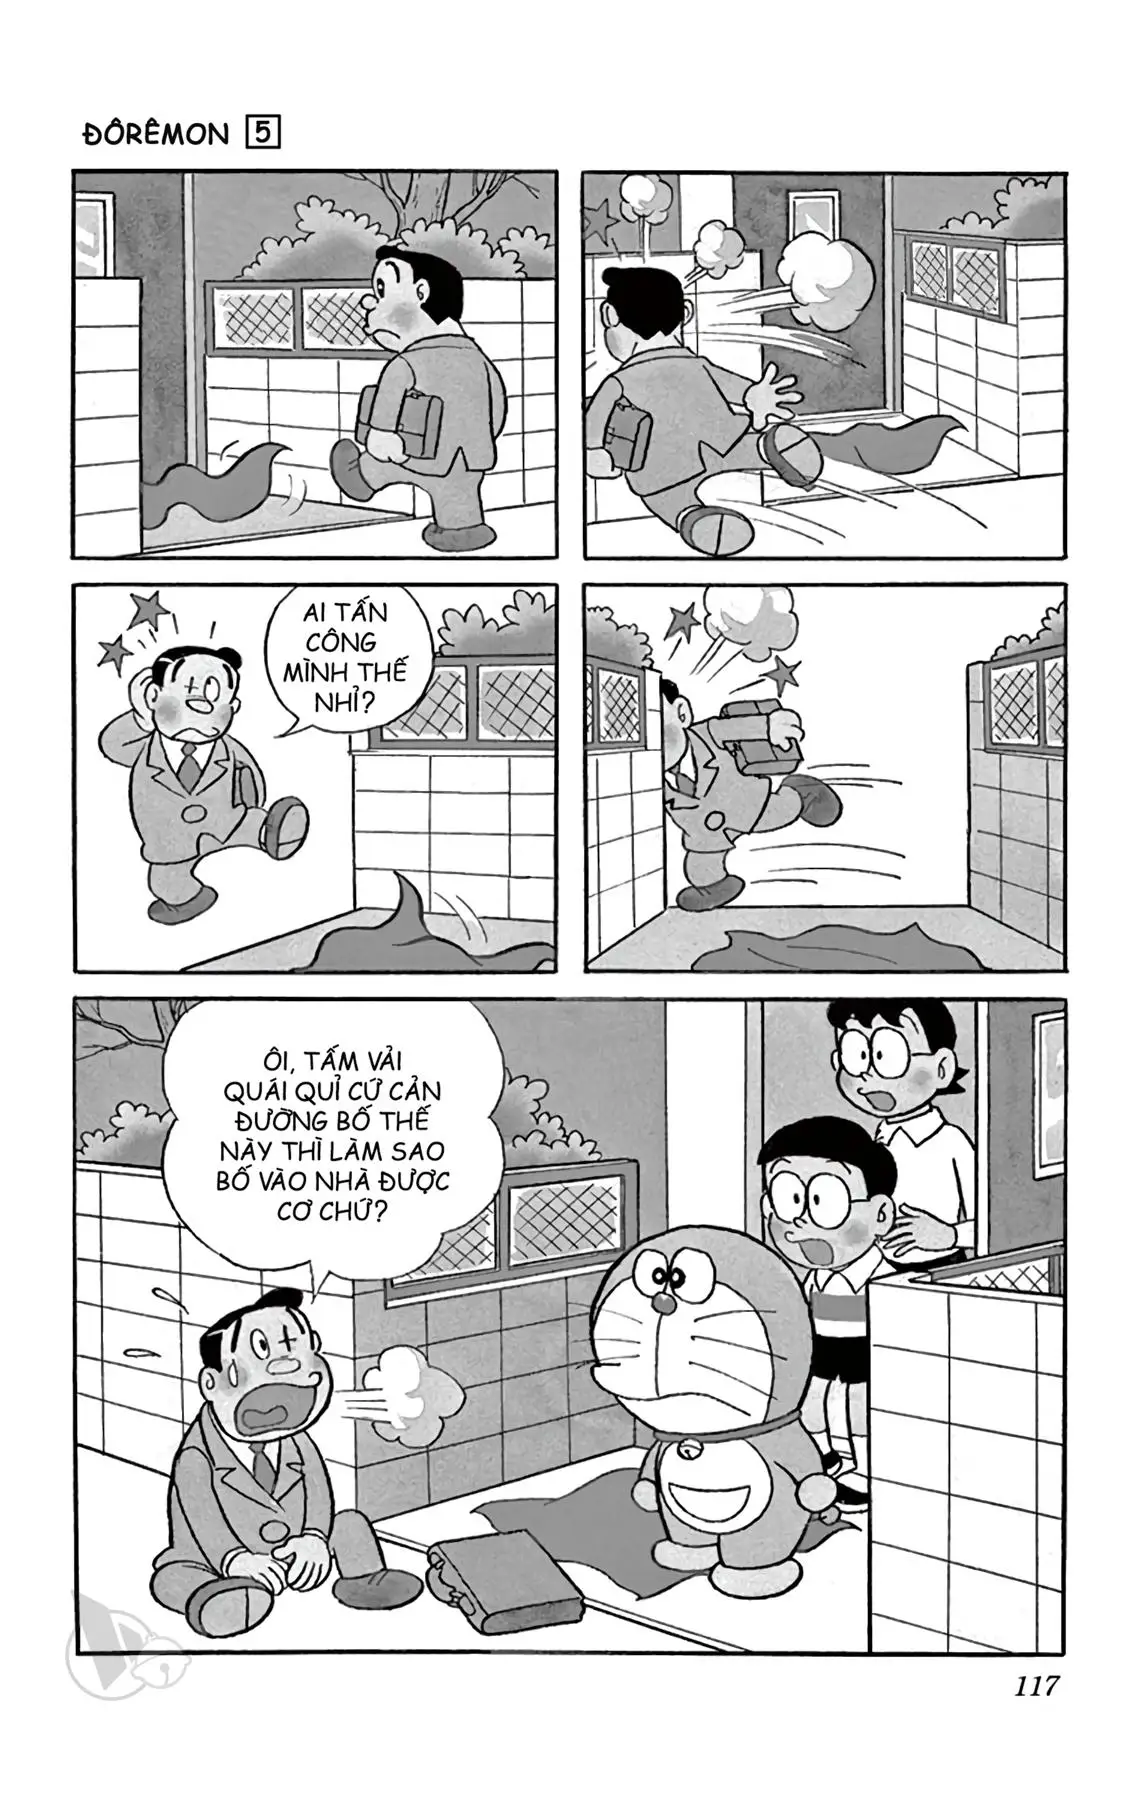 ĐÔRÊMON 5
AI TẤN
CÔNG
MÌNH THẾ
NHỈ?
ÔI, TẤM VẢI
QUÁI QUỈ CỨ CẢN
ĐƯỜNG BỐ THẾ
NÀY THÌ LÀM SAO
BỐ VÀO NHÀ ĐƯỢC
CƠ CHỨ?
117